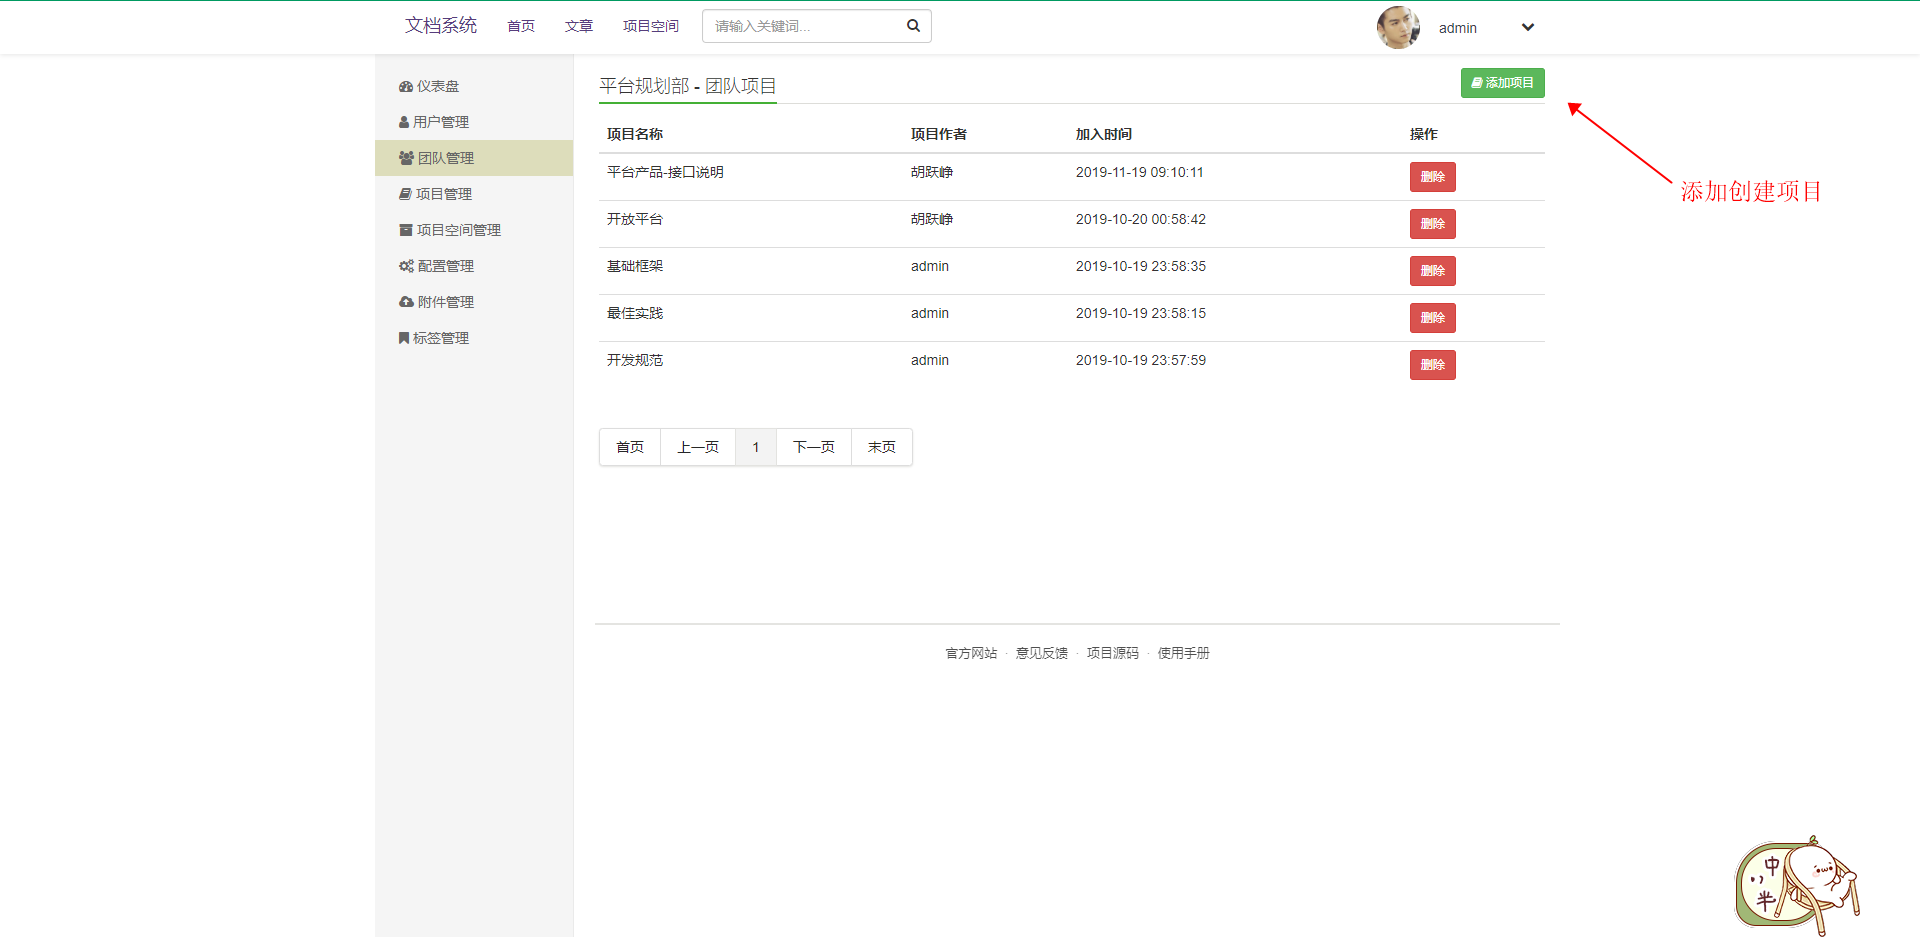 文档系统 首页 文章 项目空间 请输入关键词... admin
仪表盘
用户管理
团队管理
项目管理
项目空间管理
配置管理
附件管理
标签管理
平台规划部 - 团队项目 添加项目
项目名称 项目作者 加入时间 操作
平台产品-接口说明 胡跃峥 2019-11-19 09:10:11 删除
开放平台 胡跃峥 2019-10-20 00:58:42 删除
基础框架 admin 2019-10-19 23:58:35 删除
最佳实践 admin 2019-10-19 23:58:15 删除
开发规范 admin 2019-10-19 23:57:59 删除
首页 上一页 1 下一页 末页
添加创建项目
官方网站 · 意见反馈 · 项目源码 · 使用手册
中
半